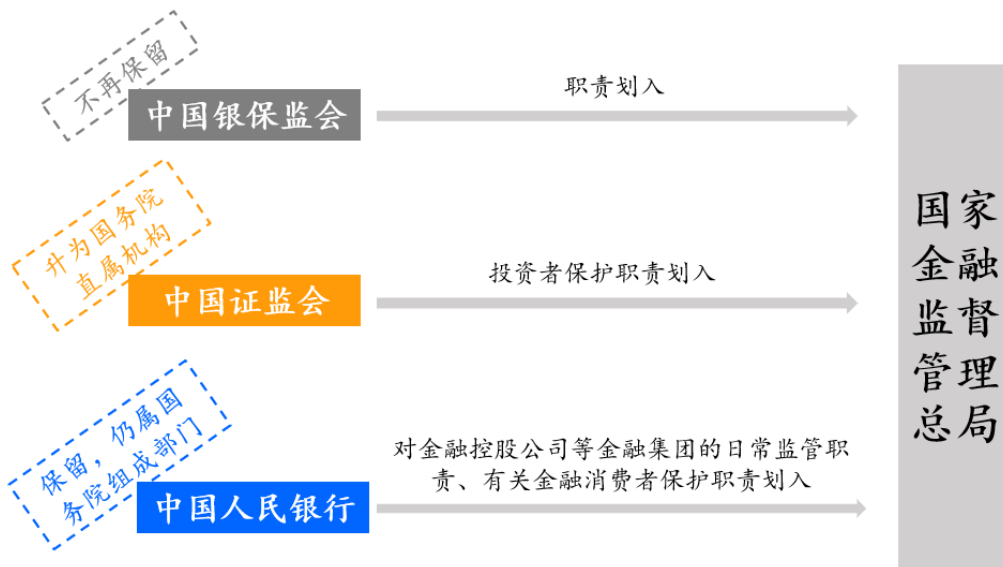 不再保留
中国银保监会
职责划入
升为国务院
直属机构
中国证监会
投资者保护职责划入
保留，仍属国
务院组成部门
中国人民银行
对金融控股公司等金融集团的日常监管职
责、有关金融消费者保护职责划入
国家
金融
监督
管理
总局